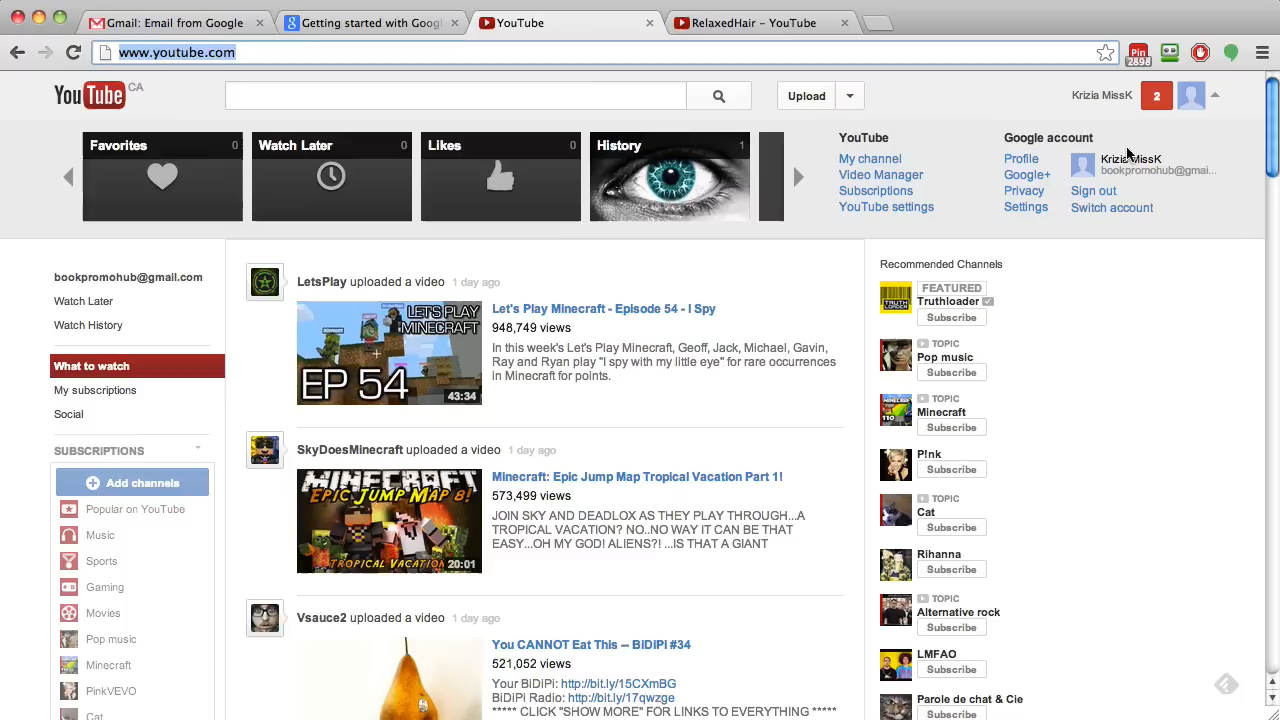 Gmail: Email from Google
Getting started with Goog
YouTube
RelaxedHair - YouTube
www.youtube.com
Pin
2898
YouTube CA
Upload
Krizia MissK
2
Favorites 0
Watch Later 0
Likes 0
History 1
YouTube
My channel
Video Manager
Subscriptions
YouTube settings
Google account
Profile
Google+
Privacy
Settings
Krizia MissK
bookpromohub@gmai...
Sign out
Switch account
bookpromohub@gmail.com
Watch Later
Watch History
What to watch
My subscriptions
Social
SUBSCRIPTIONS
Add channels
Popular on YouTube
Music
Sports
Gaming
Movies
Pop music
Minecraft
PinkVEVO
Cat
LetsPlay uploaded a video 1 day ago
LET'S PLAY
MINECRAFT
EP 54
43:34
Let's Play Minecraft - Episode 54 - I Spy
948,749 views
In this week's Let's Play Minecraft, Geoff, Jack, Michael, Gavin,
Ray and Ryan play "I spy with my little eye" for rare occurrences
in Minecraft for points.
SkyDoesMinecraft uploaded a video 1 day ago
MINECRAFT
EPIC JUMP MAP 8!
TROPICAL VACATION
20:01
Minecraft: Epic Jump Map Tropical Vacation Part 1!
573,499 views
JOIN SKY AND DEADLOX AS THEY PLAY THROUGH...A
TROPICAL VACATION? NO..NO WAY IT CAN BE THAT
EASY...OH MY GOD! ALIENS?! ...IS THAT A GIANT
Vsauce2 uploaded a video 1 day ago
You CANNOT Eat This -- BiDiPi #34
521,052 views
Your BiDiPi: http://bit.ly/15CXmBG
BiDiPi Radio: http://bit.ly/17qwzge
***** CLICK "SHOW MORE" FOR LINKS TO EVERYTHING *****
Recommended Channels
TRUTH
LOADER
FEATURED
Truthloader
Subscribe
TOPIC
Pop music
Subscribe
110
TOPIC
Minecraft
Subscribe
P!nk
Subscribe
TOPIC
Cat
Subscribe
Rihanna
Subscribe
TOPIC
Alternative rock
Subscribe
LMFAO
Subscribe
Parole de chat & Cie
Subscribe